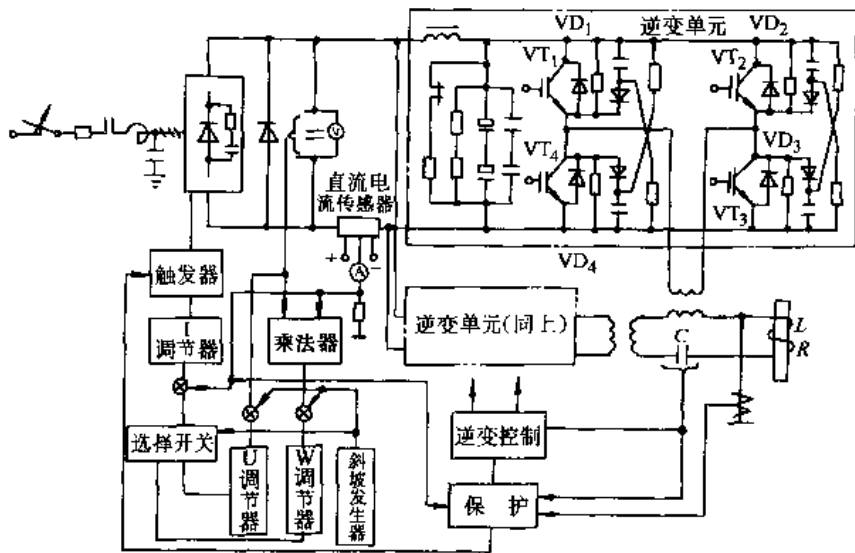 VD1
逆变单元
VD2
VT1
VT2
V
VT4
VD3
直流电
流传感器
VT3
+
−
A
VD4
触发器
I
调节器
乘法器
逆变单元(同上)
C
L
R
选择开关
U调节器
W调节器
斜坡发生器
逆变控制
保 护